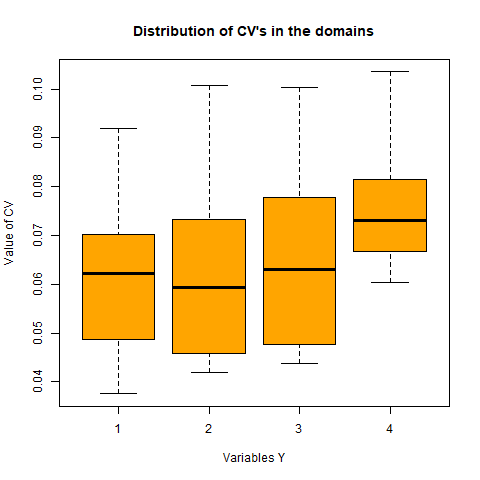 Distribution of CV's in the domains
Value of CV
0.10
0.09
0.08
0.07
0.06
0.05
0.04
1 2 3 4
Variables Y